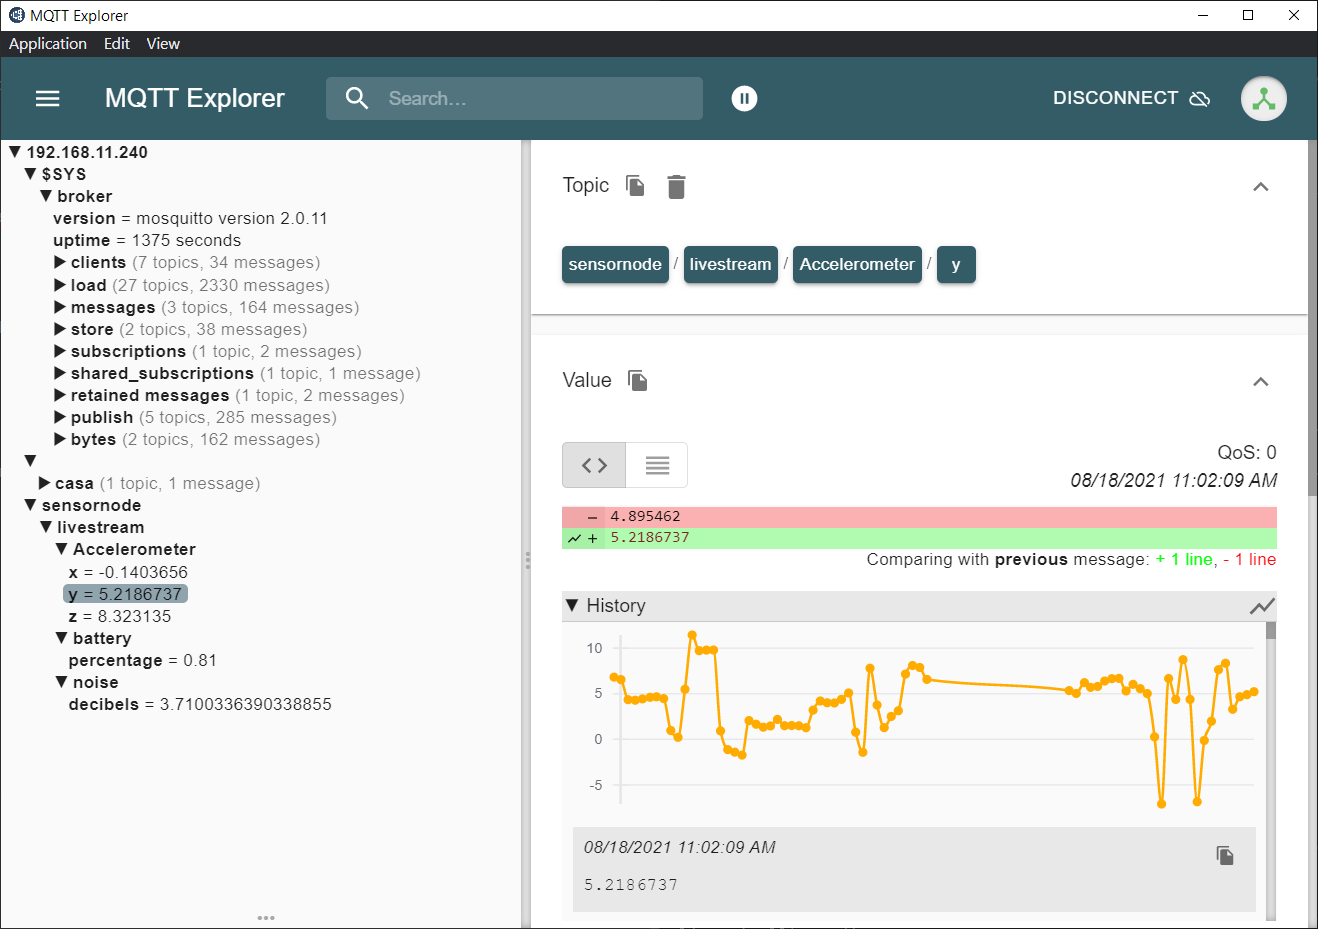 MQTT Explorer
Application Edit View
MQTT Explorer Search... DISCONNECT
192.168.11.240
$SYS
broker
version = mosquitto version 2.0.11
uptime = 1375 seconds
clients (7 topics, 34 messages)
load (27 topics, 2330 messages)
messages (3 topics, 164 messages)
store (2 topics, 38 messages)
subscriptions (1 topic, 2 messages)
shared_subscriptions (1 topic, 1 message)
retained messages (1 topic, 2 messages)
publish (5 topics, 285 messages)
bytes (2 topics, 162 messages)
casa (1 topic, 1 message)
sensornode
livestream
Accelerometer
x = -0.1403656
y = 5.2186737
z = 8.323135
battery
percentage = 0.81
noise
decibels = 3.7100336390338855
Topic
sensornode / livestream / Accelerometer / y
Value
QoS: 0
08/18/2021 11:02:09 AM
- 4.895462
+ 5.2186737
Comparing with previous message: + 1 line, - 1 line
History
10
5
0
-5
08/18/2021 11:02:09 AM
5.2186737